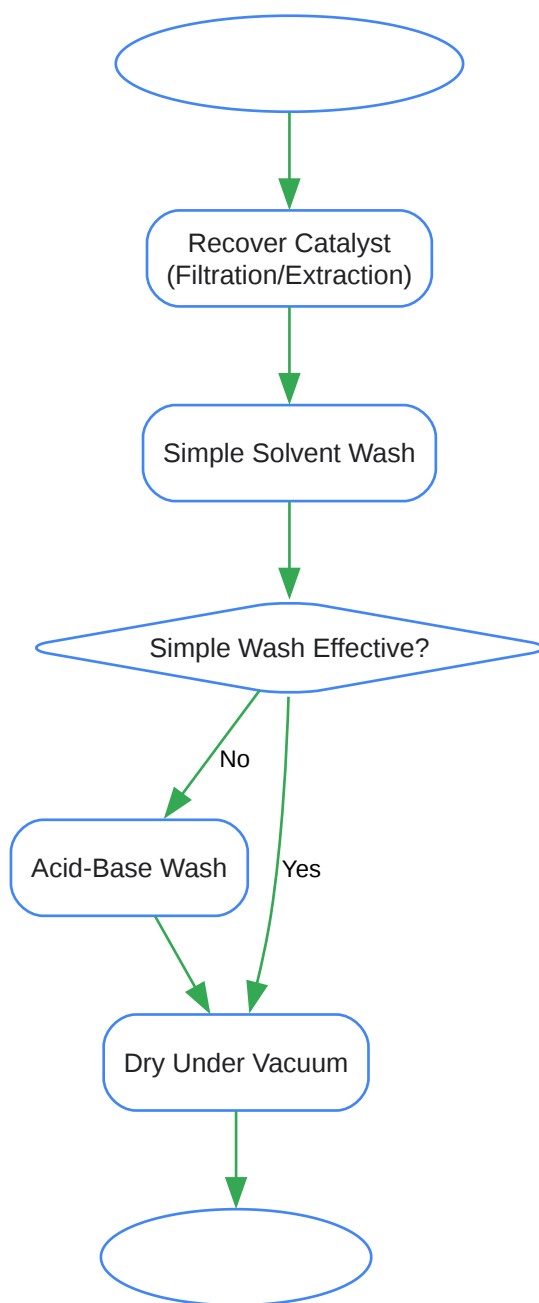 Recover Catalyst
(Filtration/Extraction)
Simple Solvent Wash
Simple Wash Effective?
No
Acid-Base Wash
Yes
Dry Under Vacuum